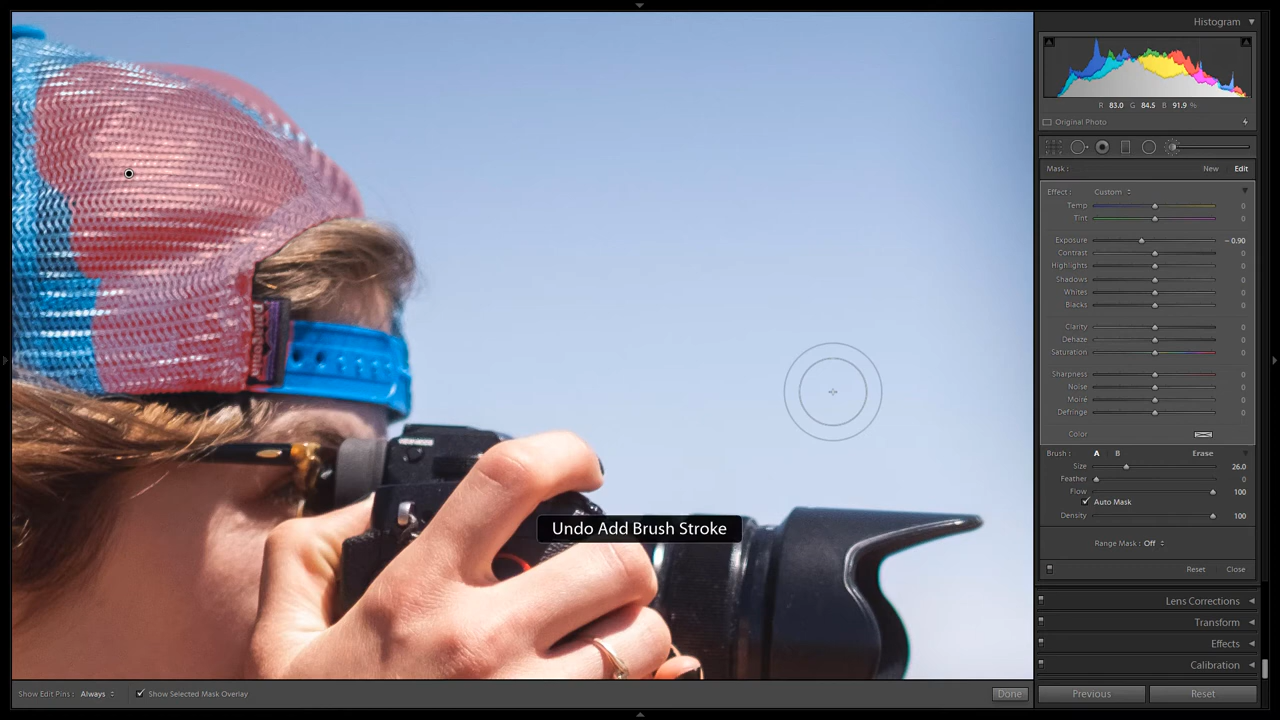 Histogram
R 83.0 G 84.5 B 91.9 %
Original Photo
Mask : New Edit
Effect : Custom
Temp 0
Tint 0
Exposure – 0.90
Contrast 0
Highlights 0
Shadows 0
Whites 0
Blacks 0
Clarity 0
Dehaze 0
Saturation 0
Sharpness 0
Noise 0
Moiré 0
Defringe 0
Color
Brush : A B Erase
Size 26.0
Feather 0
Flow 100
Auto Mask
Density 100
Range Mask : Off
Reset Close
Lens Corrections
Transform
Effects
Calibration
Previous Reset
Undo Add Brush Stroke
Show Edit Pins : Always Show Selected Mask Overlay Done